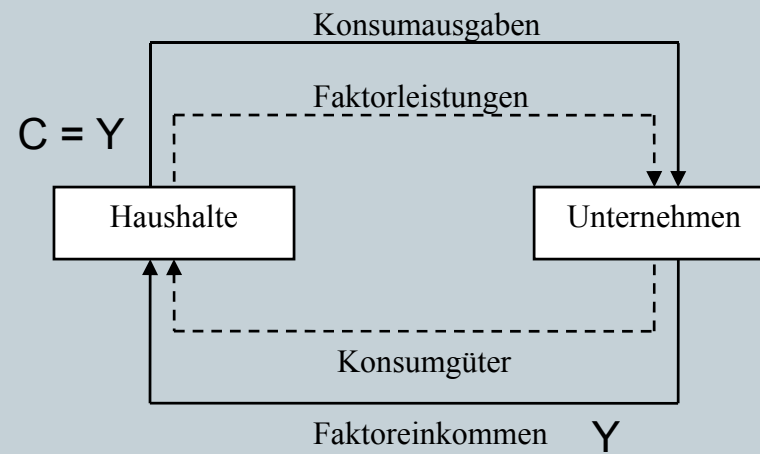 Konsumausgaben
Faktorleistungen
C = Y
Haushalte
Unternehmen
Konsumgüter
Faktoreinkommen Y